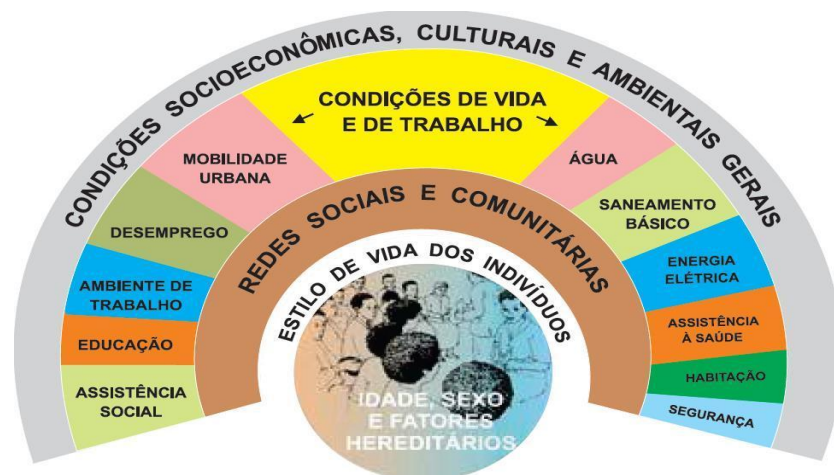 CONDIÇÕES SOCIOECONÔMICAS, CULTURAIS E AMBIENTAIS GERAIS
CONDIÇÕES DE VIDA
E DE TRABALHO
MOBILIDADE
URBANA
DESEMPREGO
AMBIENTE DE
TRABALHO
EDUCAÇÃO
ASSISTÊNCIA
SOCIAL
ÁGUA
SANEAMENTO
BÁSICO
ENERGIA
ELÉTRICA
ASSISTÊNCIA
À SAÚDE
HABITAÇÃO
SEGURANÇA
REDES SOCIAIS E COMUNITÁRIAS
ESTILO DE VIDA DOS INDIVÍDUOS
IDADE, SEXO
E FATORES
HEREDITÁRIOS